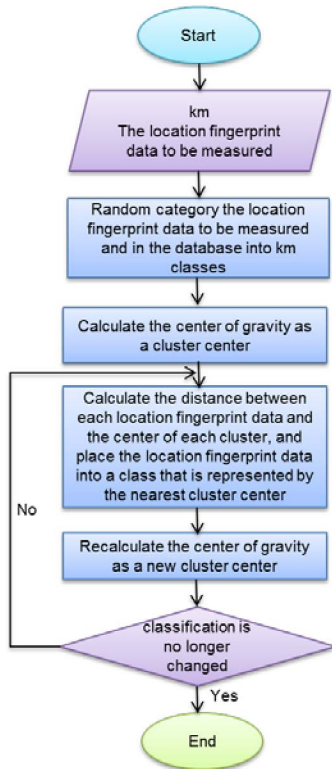 Start
km
The location fingerprint
data to be measured
Random category the location
fingerprint data to be measured
and in the database into km
classes
Calculate the center of gravity as
a cluster center
Calculate the distance between
each location fingerprint data and
the center of each cluster, and
place the location fingerprint data
into a class that is represented by
the nearest cluster center
No
Recalculate the center of gravity
as a new cluster center
classification is
no longer
changed
Yes
End